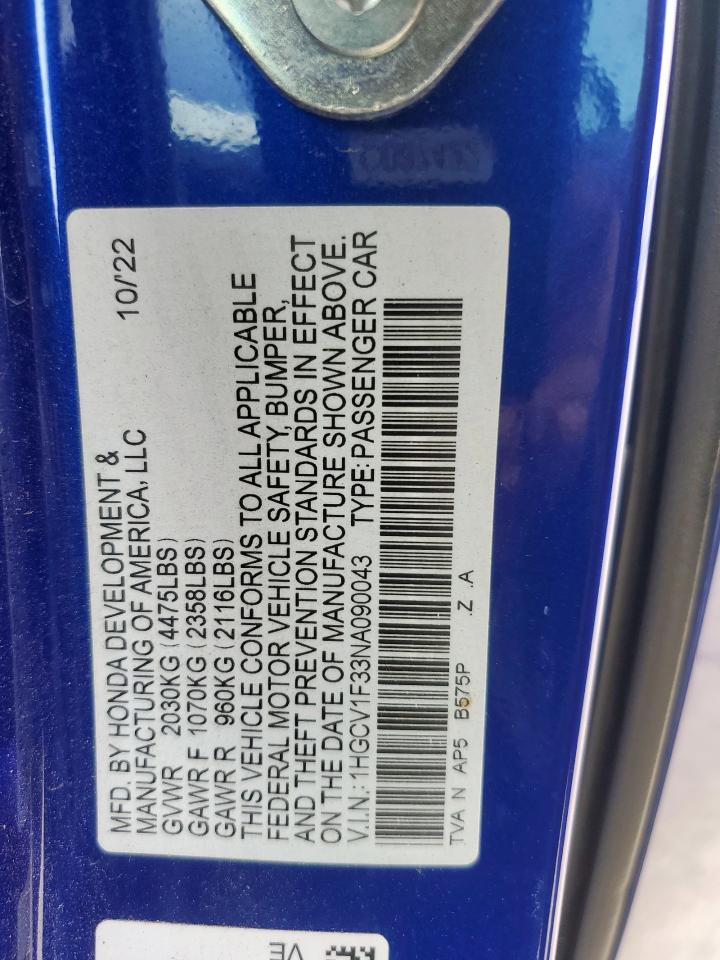 MFD. BY HONDA DEVELOPMENT & 10/'22
MANUFACTURING OF AMERICA, LLC
GVWR 2030KG (4475LBS)
GAWR F 1070KG (2358LBS)
GAWR R 960KG (2116LBS)
THIS VEHICLE CONFORMS TO ALL APPLICABLE
FEDERAL MOTOR VEHICLE SAFETY, BUMPER,
AND THEFT PREVENTION STANDARDS IN EFFECT
ON THE DATE OF MANUFACTURE SHOWN ABOVE.
V.I.N.: 1HGCV1F33NA090043 TYPE: PASSENGER CAR
TVA N AP5 B575P .Z .A
VE